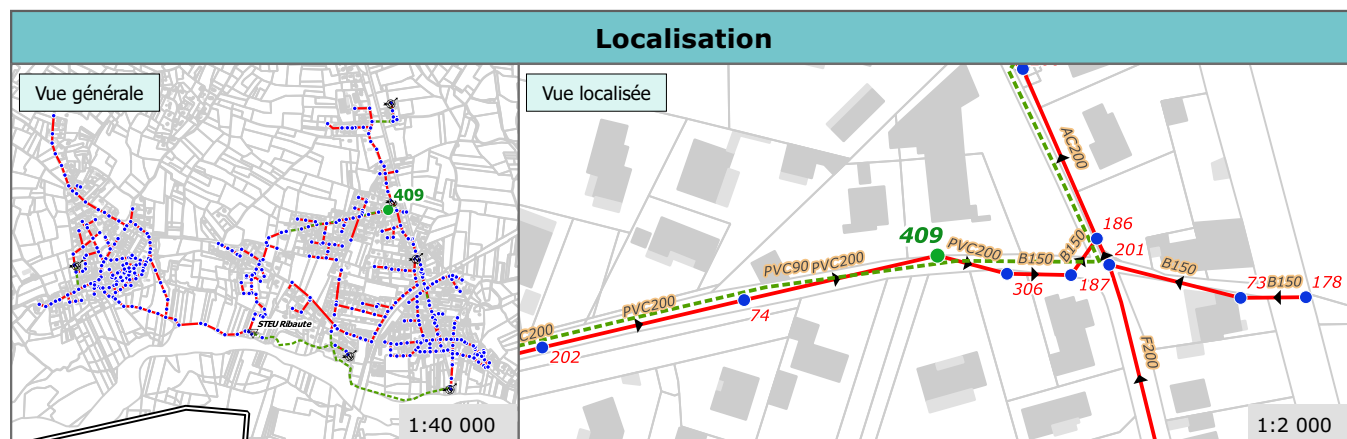 Localisation
Vue générale
409
STEU Ribaute
1:40 000
Vue localisée
AC200
186
409
PVC200
B150
B150
201
B150
PVC90
PVC200
306
187
73
B150
178
PVC200
74
C200
202
F200
1:2 000